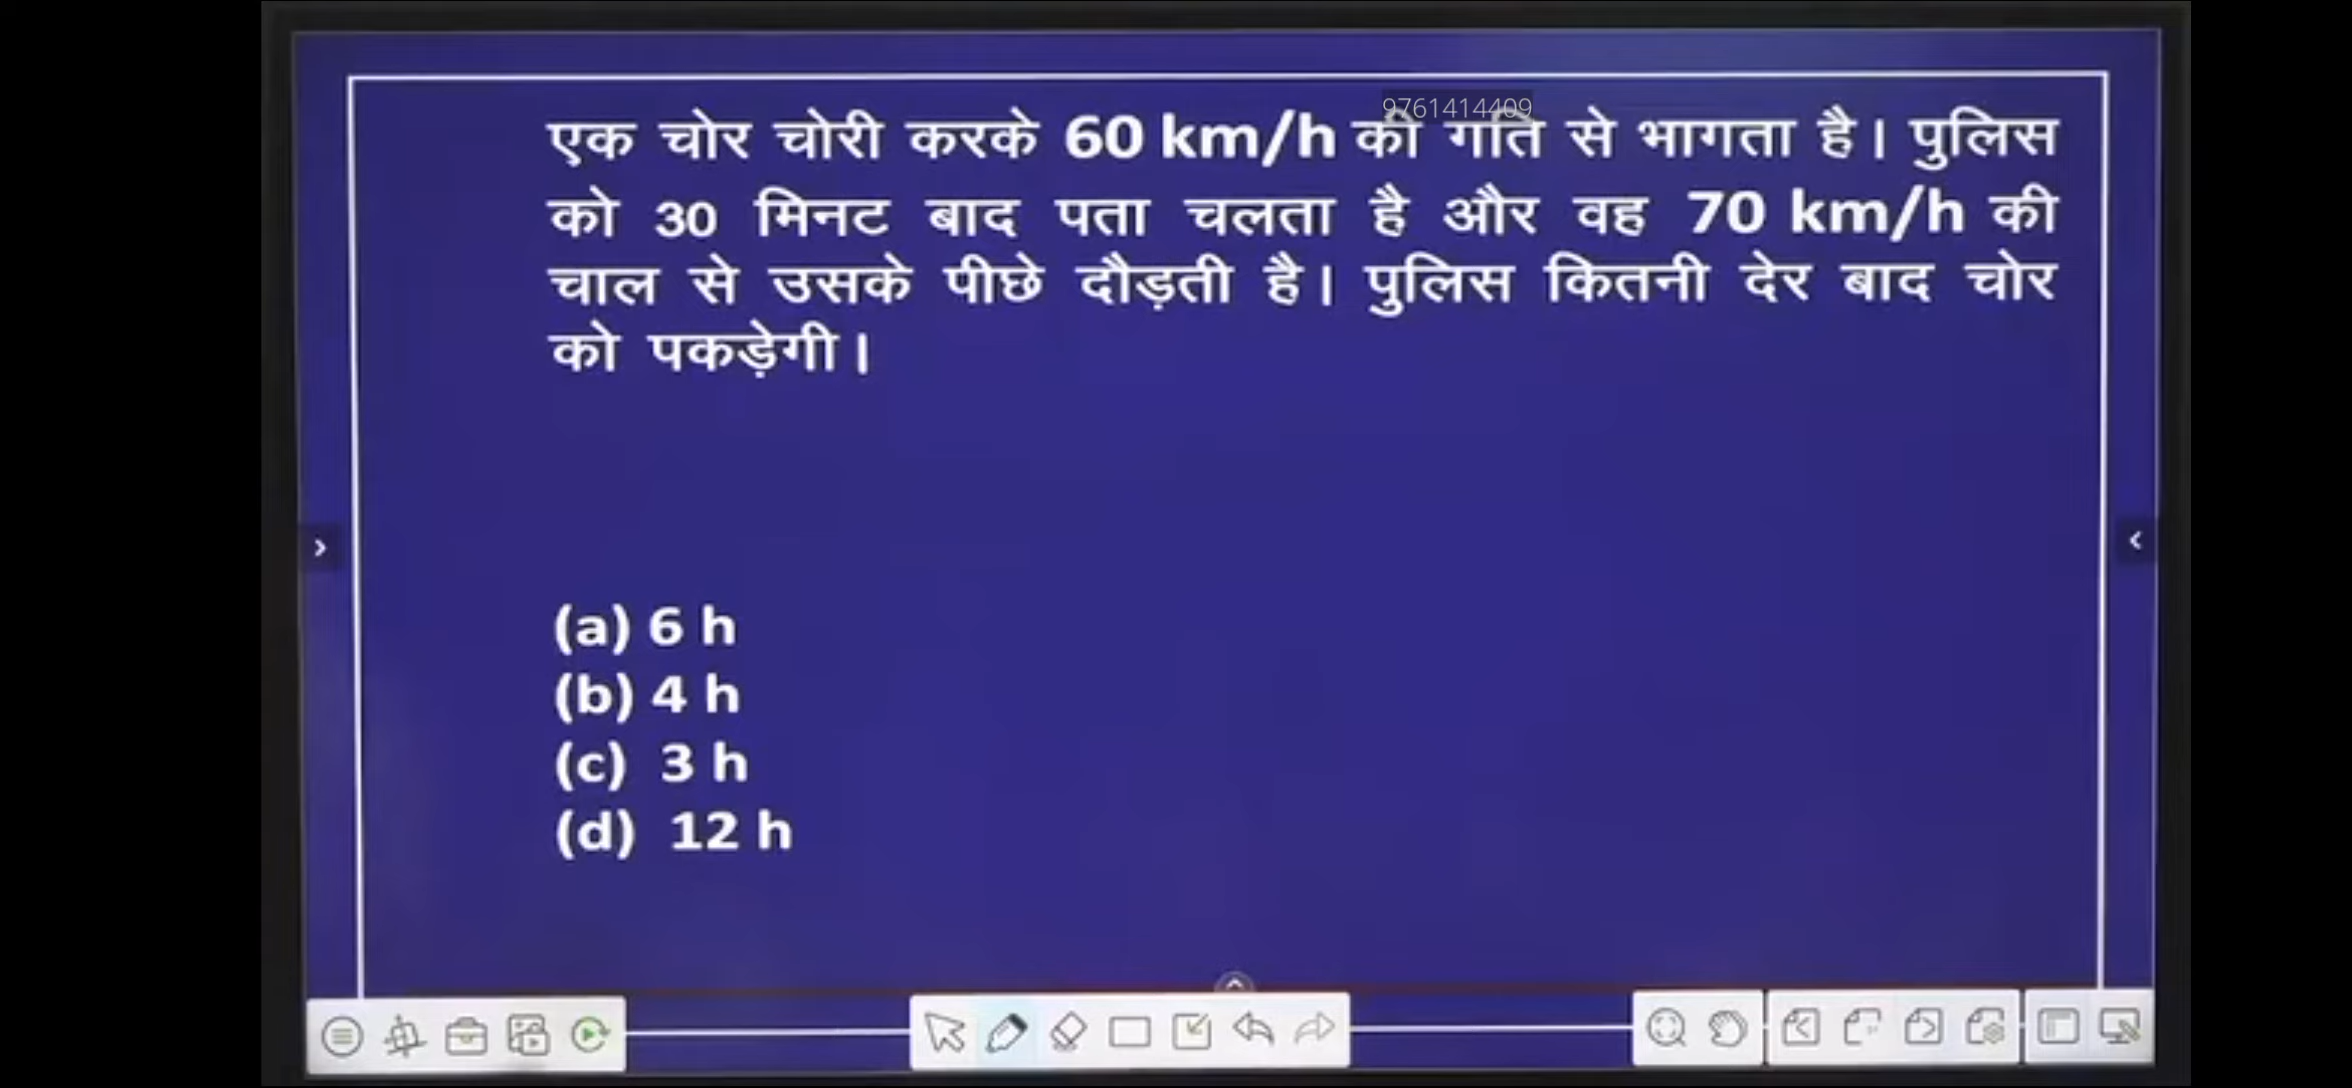 9761414409
एक चोर चोरी करके 60 km/h की गति से भागता है। पुलिस
को 30 मिनट बाद पता चलता है और वह 70 km/h की
चाल से उसके पीछे दौड़ती है। पुलिस कितनी देर बाद चोर
को पकड़ेगी।
(a) 6 h
(b) 4 h
(c) 3 h
(d) 12 h